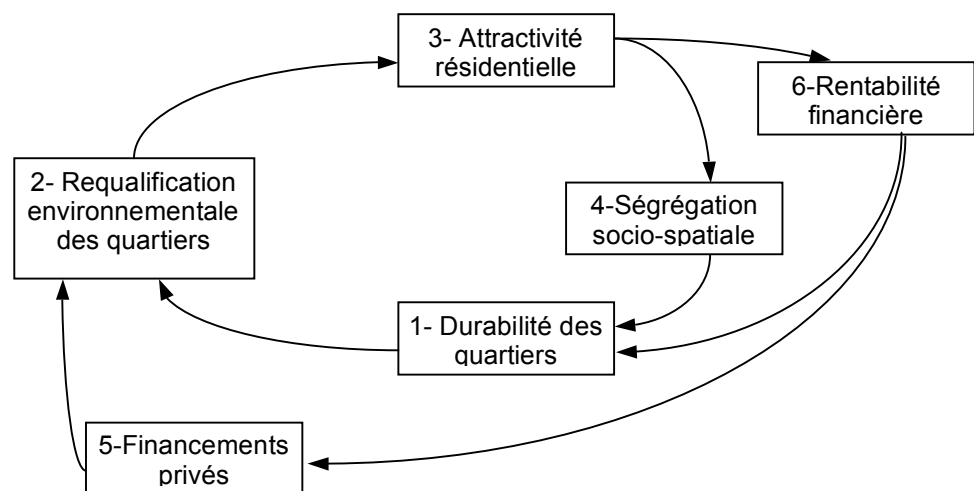 3- Attractivité
résidentielle
6-Rentabilité
financière
2- Requalification
environnementale
des quartiers
4-Ségrégation
socio-spatiale
1- Durabilité des
quartiers
5-Financements
privés